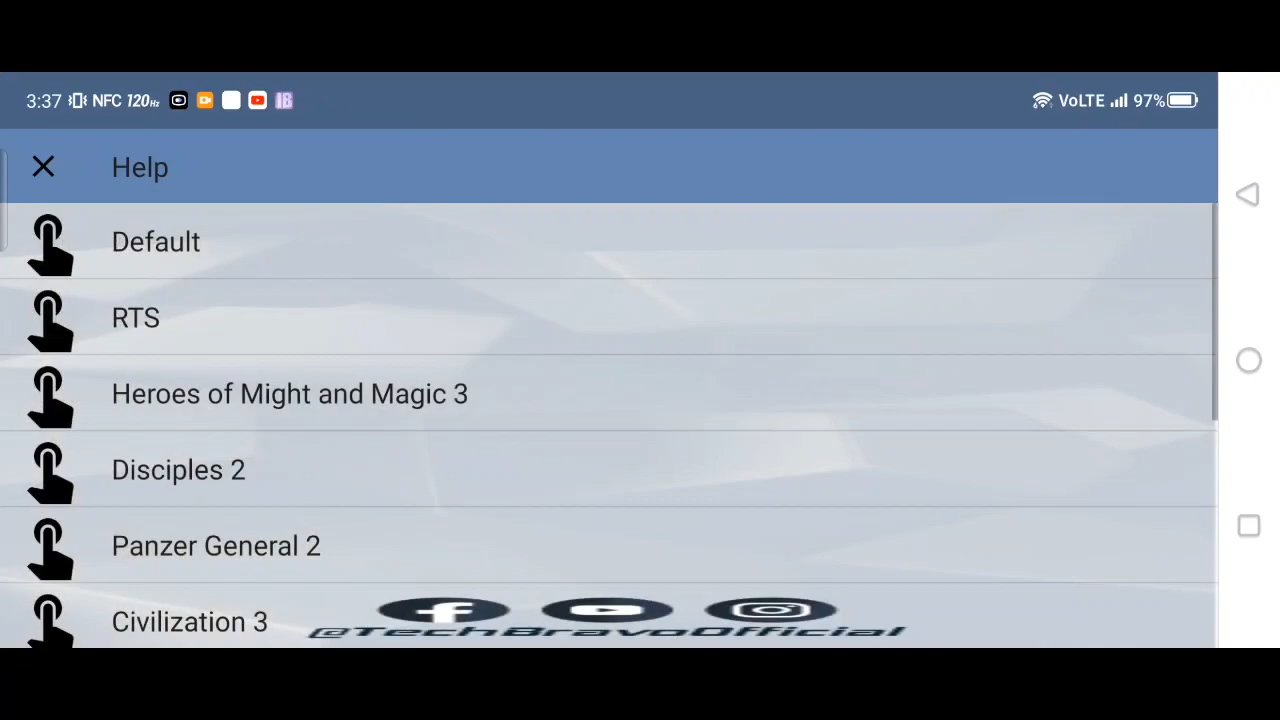 3:37 NFC 120Hz VoLTE 97%
Help
Default
RTS
Heroes of Might and Magic 3
Disciples 2
Panzer General 2
Civilization 3
@TechBravoOfficial